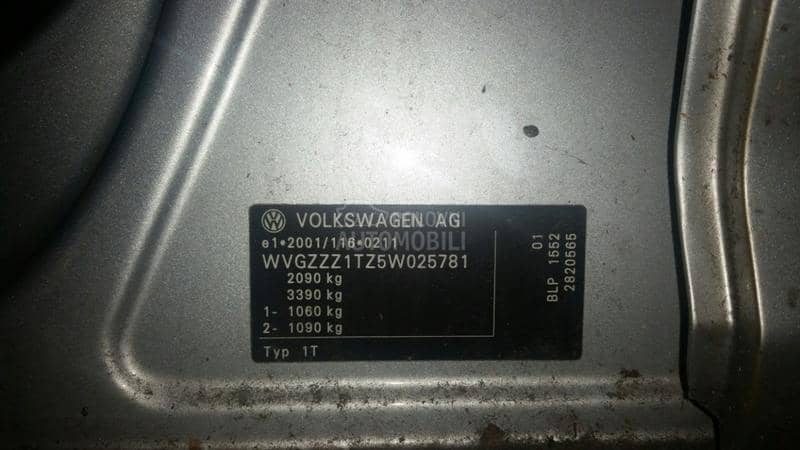 VOLKSWAGEN AG
e1*2001/116*0211
WVGZZZ1TZ5W025781
2090 kg
3390 kg
1- 1060 kg
2- 1090 kg
Typ 1T
01
BLP 1552
2820565
AUTOMOBILI